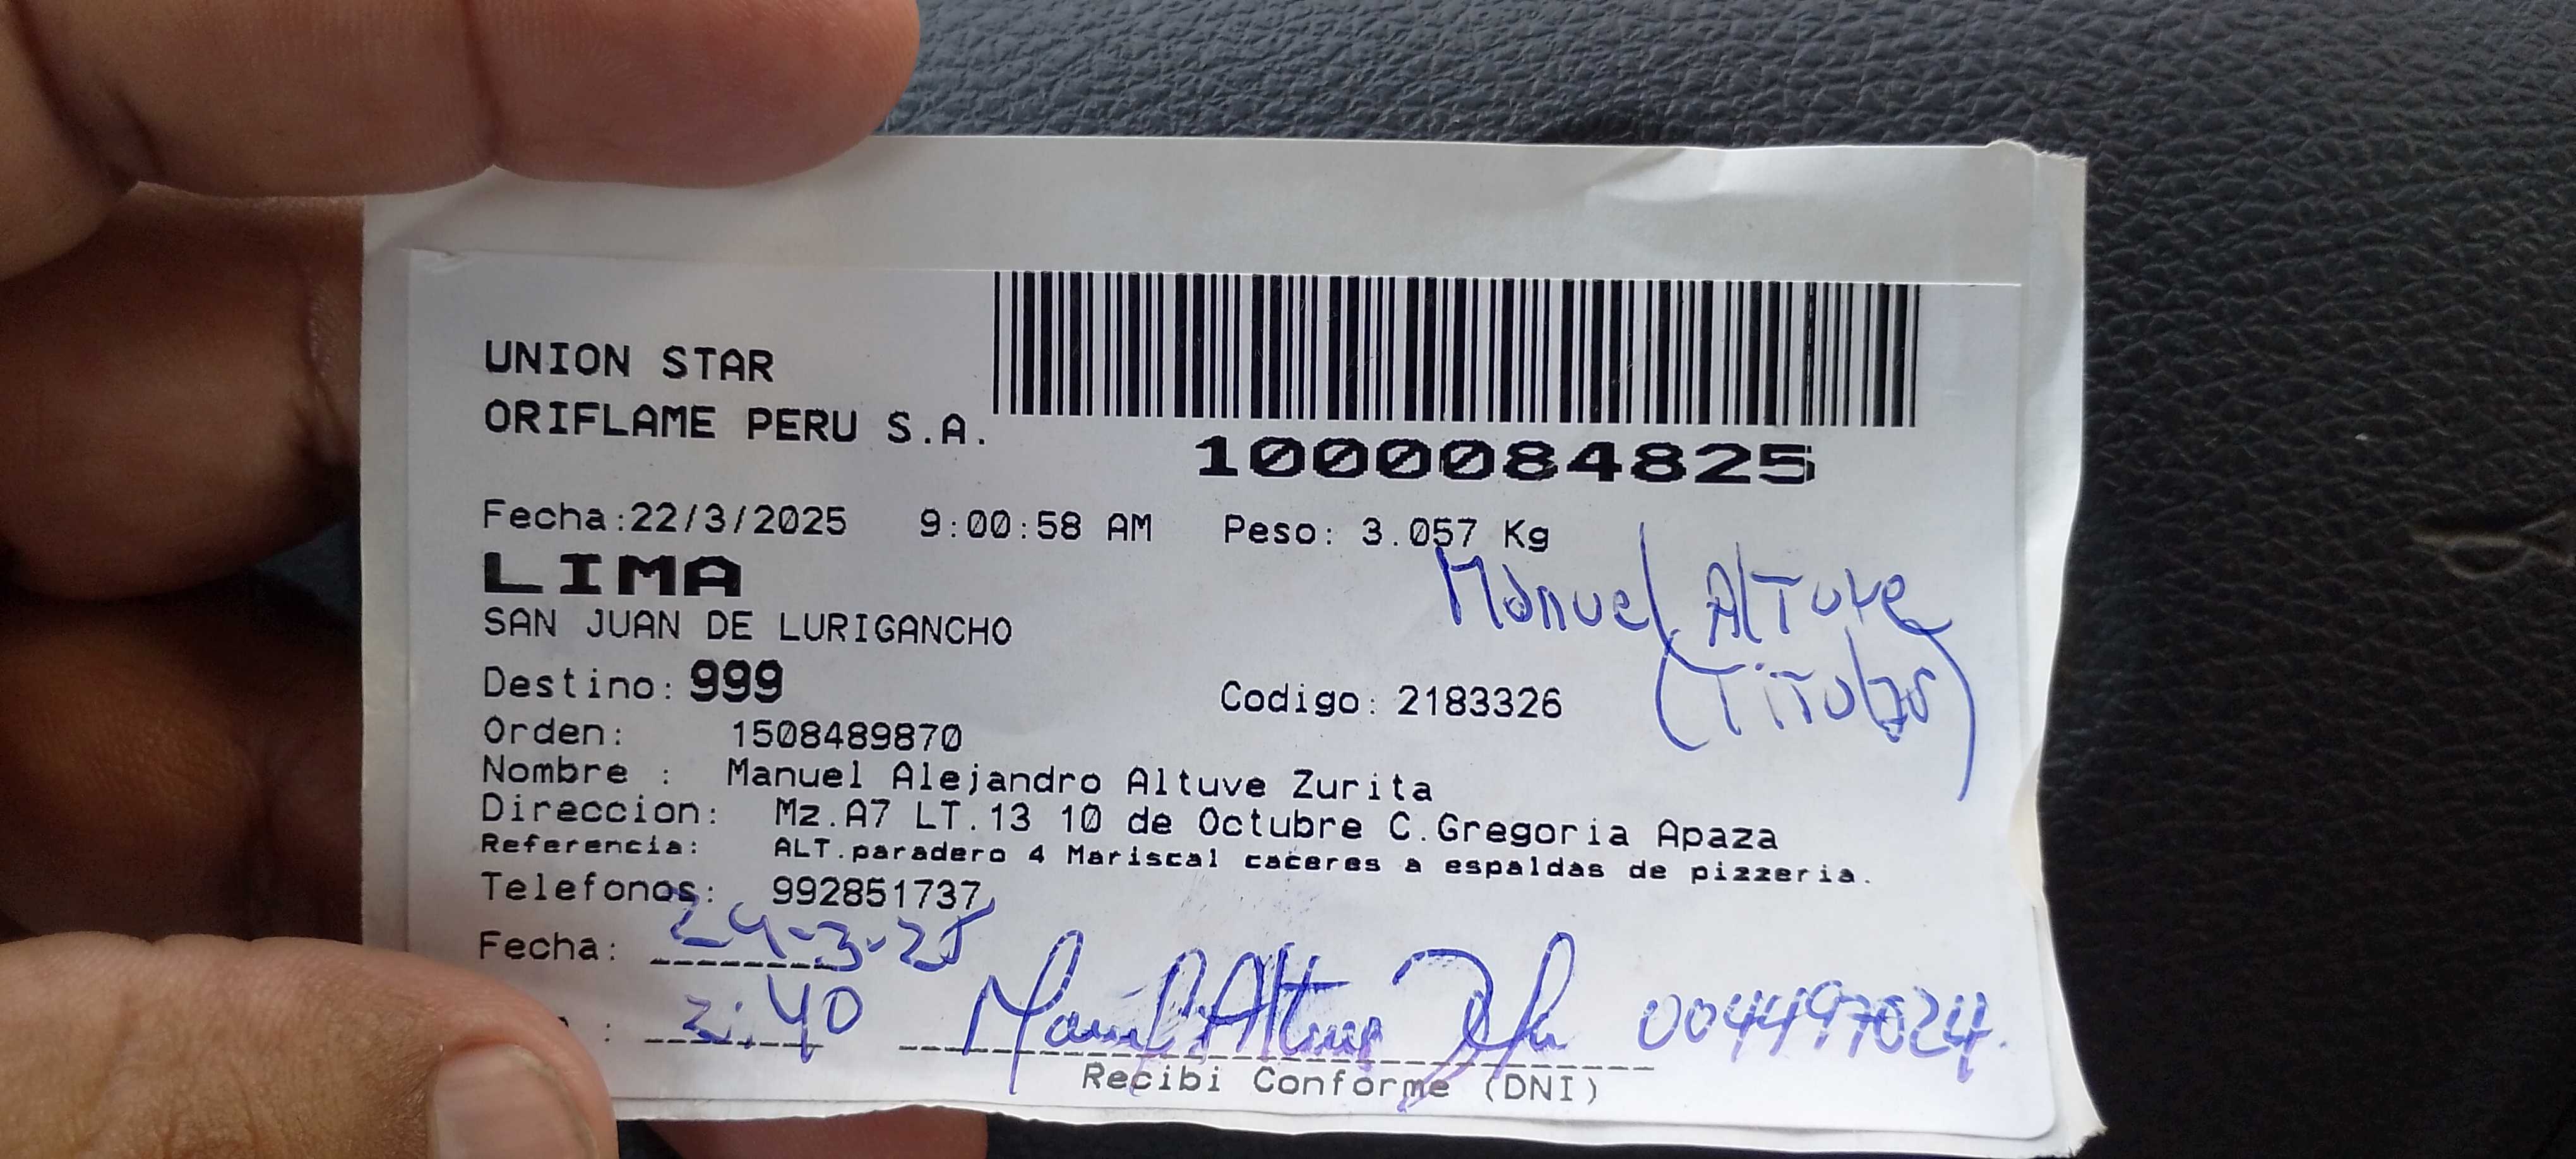 UNION STAR
ORIFLAME PERU S.A.
1000084825
Fecha:22/3/2025 9:00:58 AM Peso: 3.057 Kg
LIMA
Manuel Altuve
SAN JUAN DE LURIGANCHO
(Titular)
Destino: 999 Codigo: 2183326
Orden: 1508489870
Nombre : Manuel Alejandro Altuve Zurita
Direccion: Mz.A7 LT.13 10 de Octubre C.Gregoria Apaza
Referencia: ALT.paradero 4 Mariscal caceres a espaldas de pizzeria.
Telefonos: 992851737
Fecha: 24-3-25
: 2:40 Manuel Altuve 004497024.
Recibi Conforme (DNI)